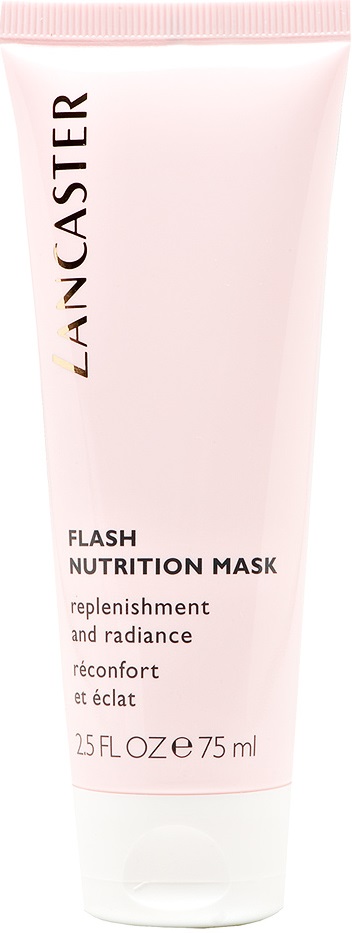 LANCASTER
FLASH
NUTRITION MASK
replenishment
and radiance
réconfort
et éclat
2.5 FL OZ ℮ 75 ml